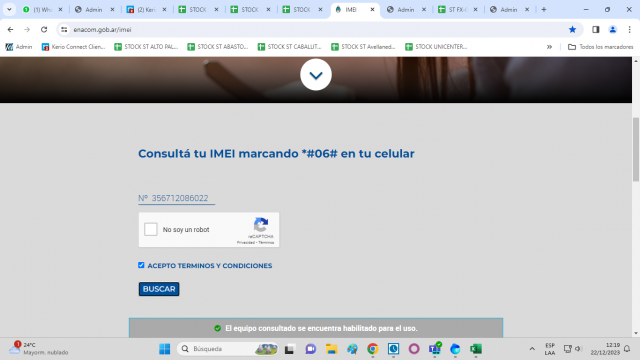 (1) Wh
Admin
(2) Keri
STOCK
STOCK
STOCK
IMEI
Admin
ST FX-
Admin
enacom.gob.ar/imei
Admin
Kerio Connect Clien...
STOCK ST ALTO PAL...
STOCK ST ABASTO...
STOCK ST CABALLIT...
STOCK ST Avellaned...
STOCK UNICENTER...
»
Todos los marcadores
Consultá tu IMEI marcando *#06# en tu celular
Nº 356712086022
No soy un robot
reCAPTCHA
Privacidad - Términos
ACEPTO TERMINOS Y CONDICIONES
BUSCAR
El equipo consultado se encuentra habilitado para el uso.
1
24°C
Mayorm. nublado
Búsqueda
ESP
LAA
12:19
22/12/2023